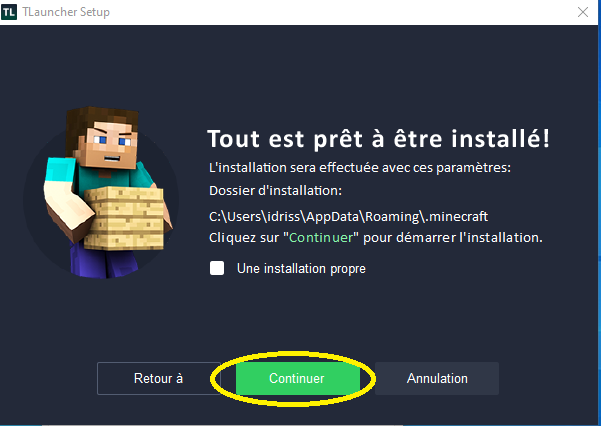 TL TLauncher Setup
Tout est prêt à être installé!
L'installation sera effectuée avec ces paramètres:
Dossier d'installation:
C:\Users\idriss\AppData\Roaming\.minecraft
Cliquez sur "Continuer" pour démarrer l'installation.
Une installation propre
Retour à Continuer Annulation